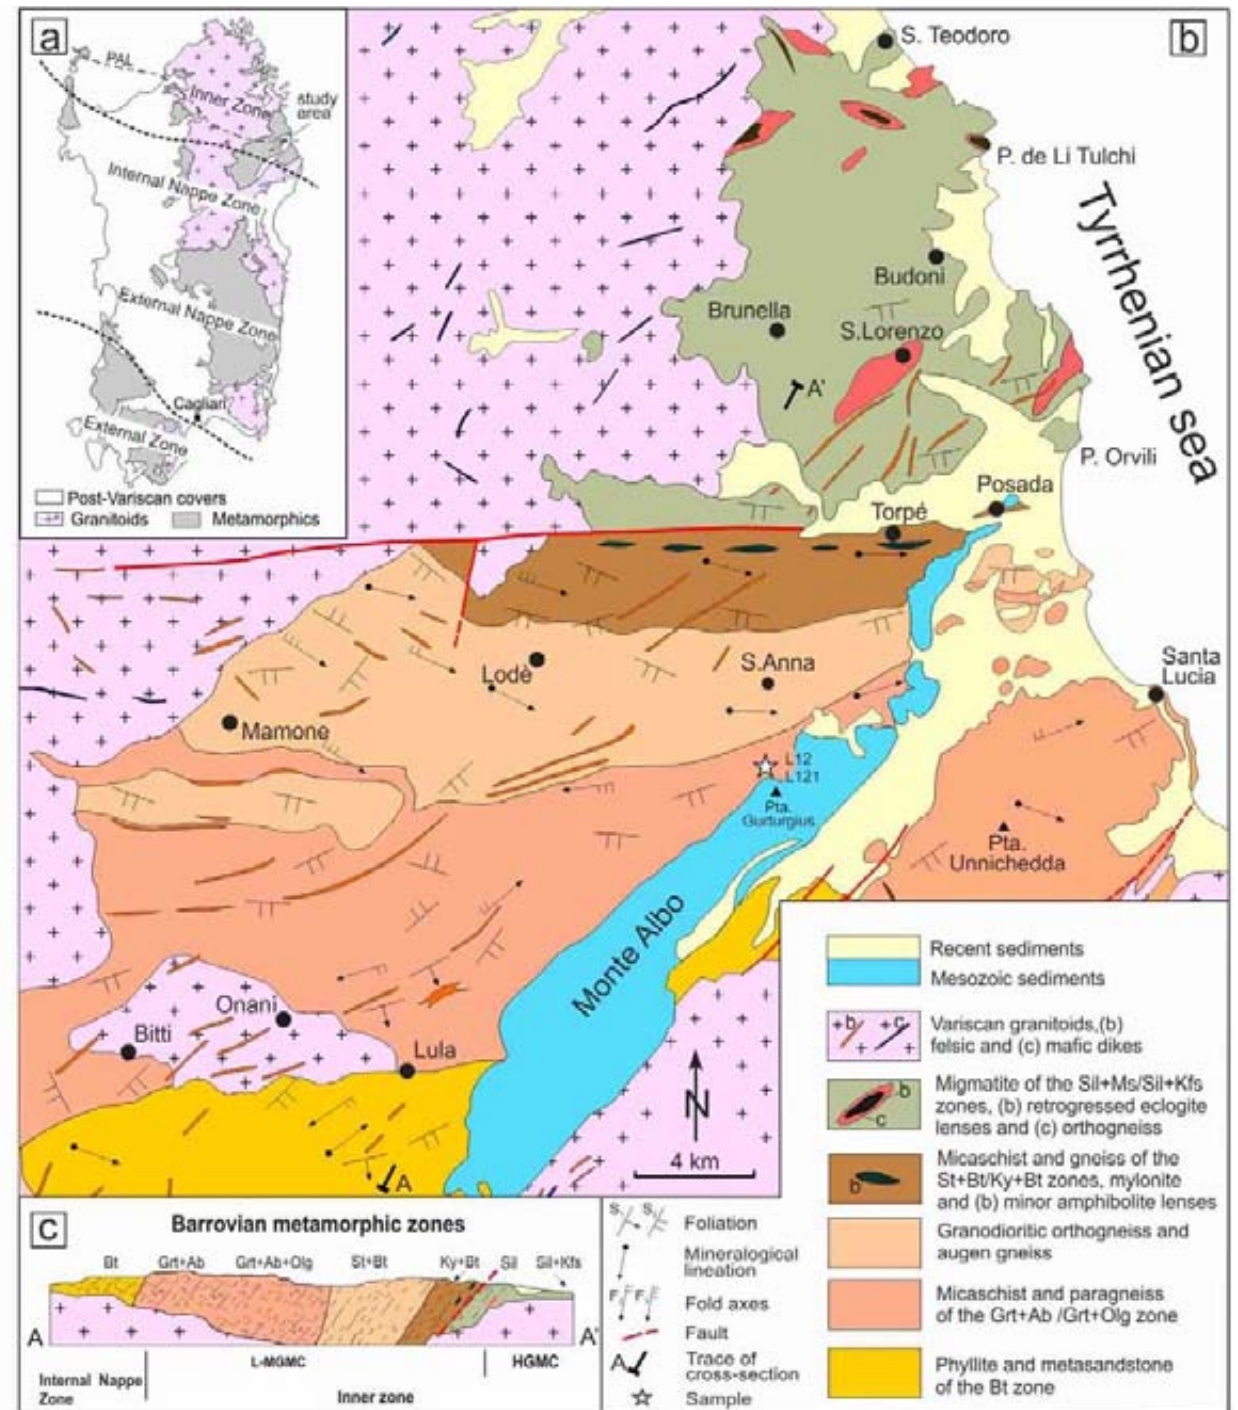 a
PAL
Inner Zone
study
area
Internal Nappe Zone
External Nappe Zone
Cagliari
External Zone
Post-Variscan covers
Granitoids
Metamorphics
b
S. Teodoro
P. de Li Tulchi
Tyrrhenian sea
Budoni
Brunella
S.Lorenzo
A'
P. Orvili
Posada
Torpé
Santa
Lucia
Lodè
S.Anna
Mamone
L12
L121
Pta.
Gurturgius
Pta.
Unnichedda
Monte Albo
Onani
Bitti
Lula
A
N
4 km
Recent sediments
Mesozoic sediments
b
c
Variscan granitoids,(b)
felsic and (c) mafic dikes
b
c
Migmatite of the Sil+Ms/Sil+Kfs
zones, (b) retrogressed eclogite
lenses and (c) orthogneiss
b
Micaschist and gneiss of the
St+Bt/Ky+Bt zones, mylonite
and (b) minor amphibolite lenses
Granodioritic orthogneiss and
augen gneiss
Micaschist and paragneiss
of the Grt+Ab /Grt+Olg zone
Phyllite and metasandstone
of the Bt zone
Foliation
Mineralogical
lineation
Fold axes
Fault
A
Trace of
cross-section
Sample
c
Barrovian metamorphic zones
Bt
Grt+Ab
Grt+Ab+Olg
St+Bt
Ky+Bt
Sil
Sil+Kfs
A
A'
L-MGMC
HGMC
Internal Nappe
Zone
Inner zone